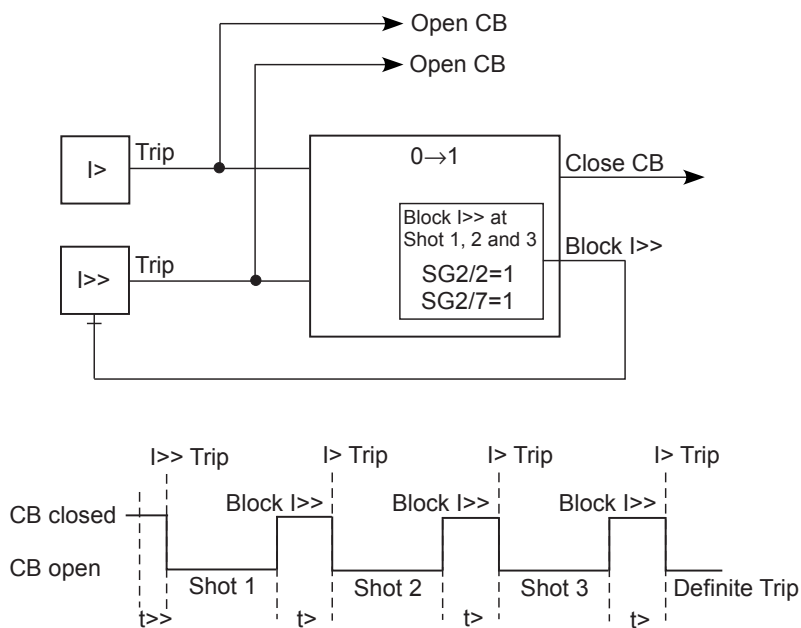 Open CB
Open CB
I>
Trip
0→1
Close CB
Block I>> at
Shot 1, 2 and 3
SG2/2=1
SG2/7=1
Block I>>
I>>
Trip
I>> Trip
I> Trip
I> Trip
I> Trip
CB closed
Block I>>
Block I>>
Block I>>
CB open
Shot 1
Shot 2
Shot 3
Definite Trip
t>>
t>
t>
t>